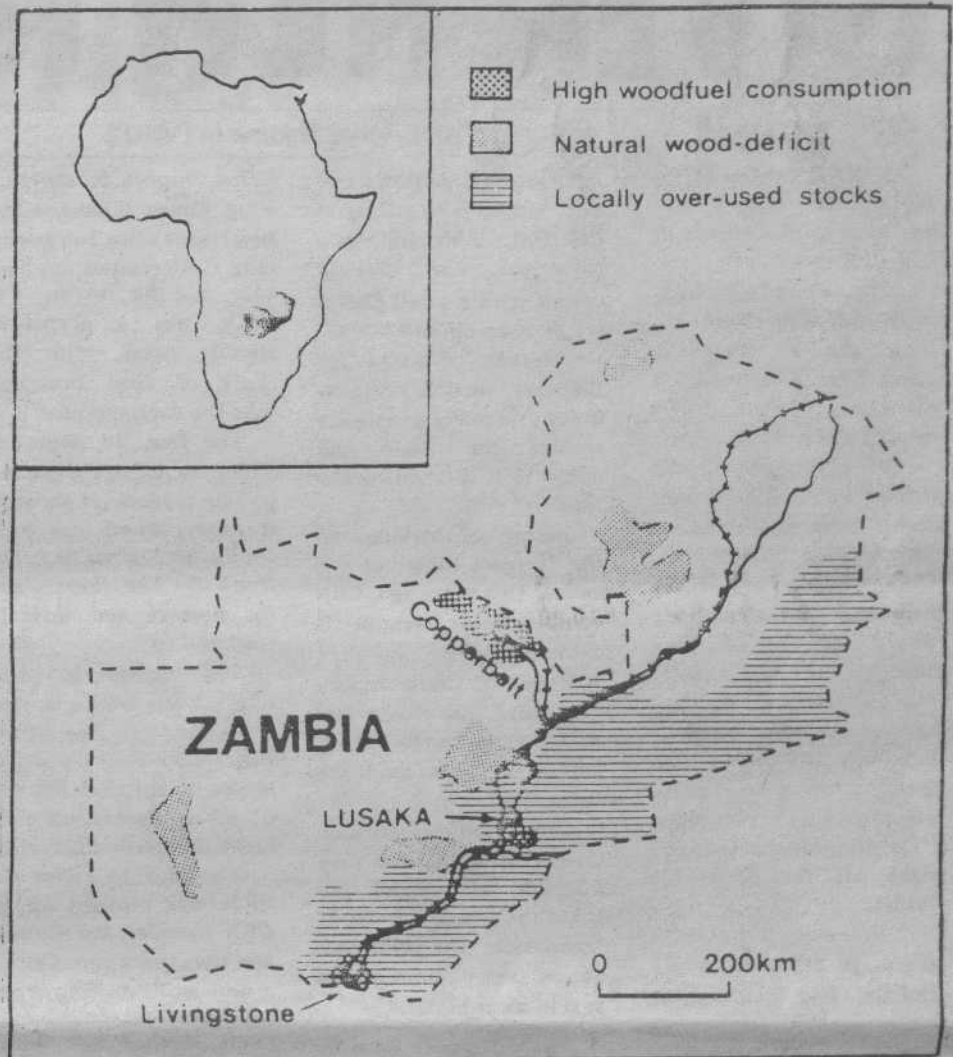 High woodfuel consumption
Natural wood-deficit
Locally over-used stocks
Copperbelt
ZAMBIA
LUSAKA
0 200km
Livingstone